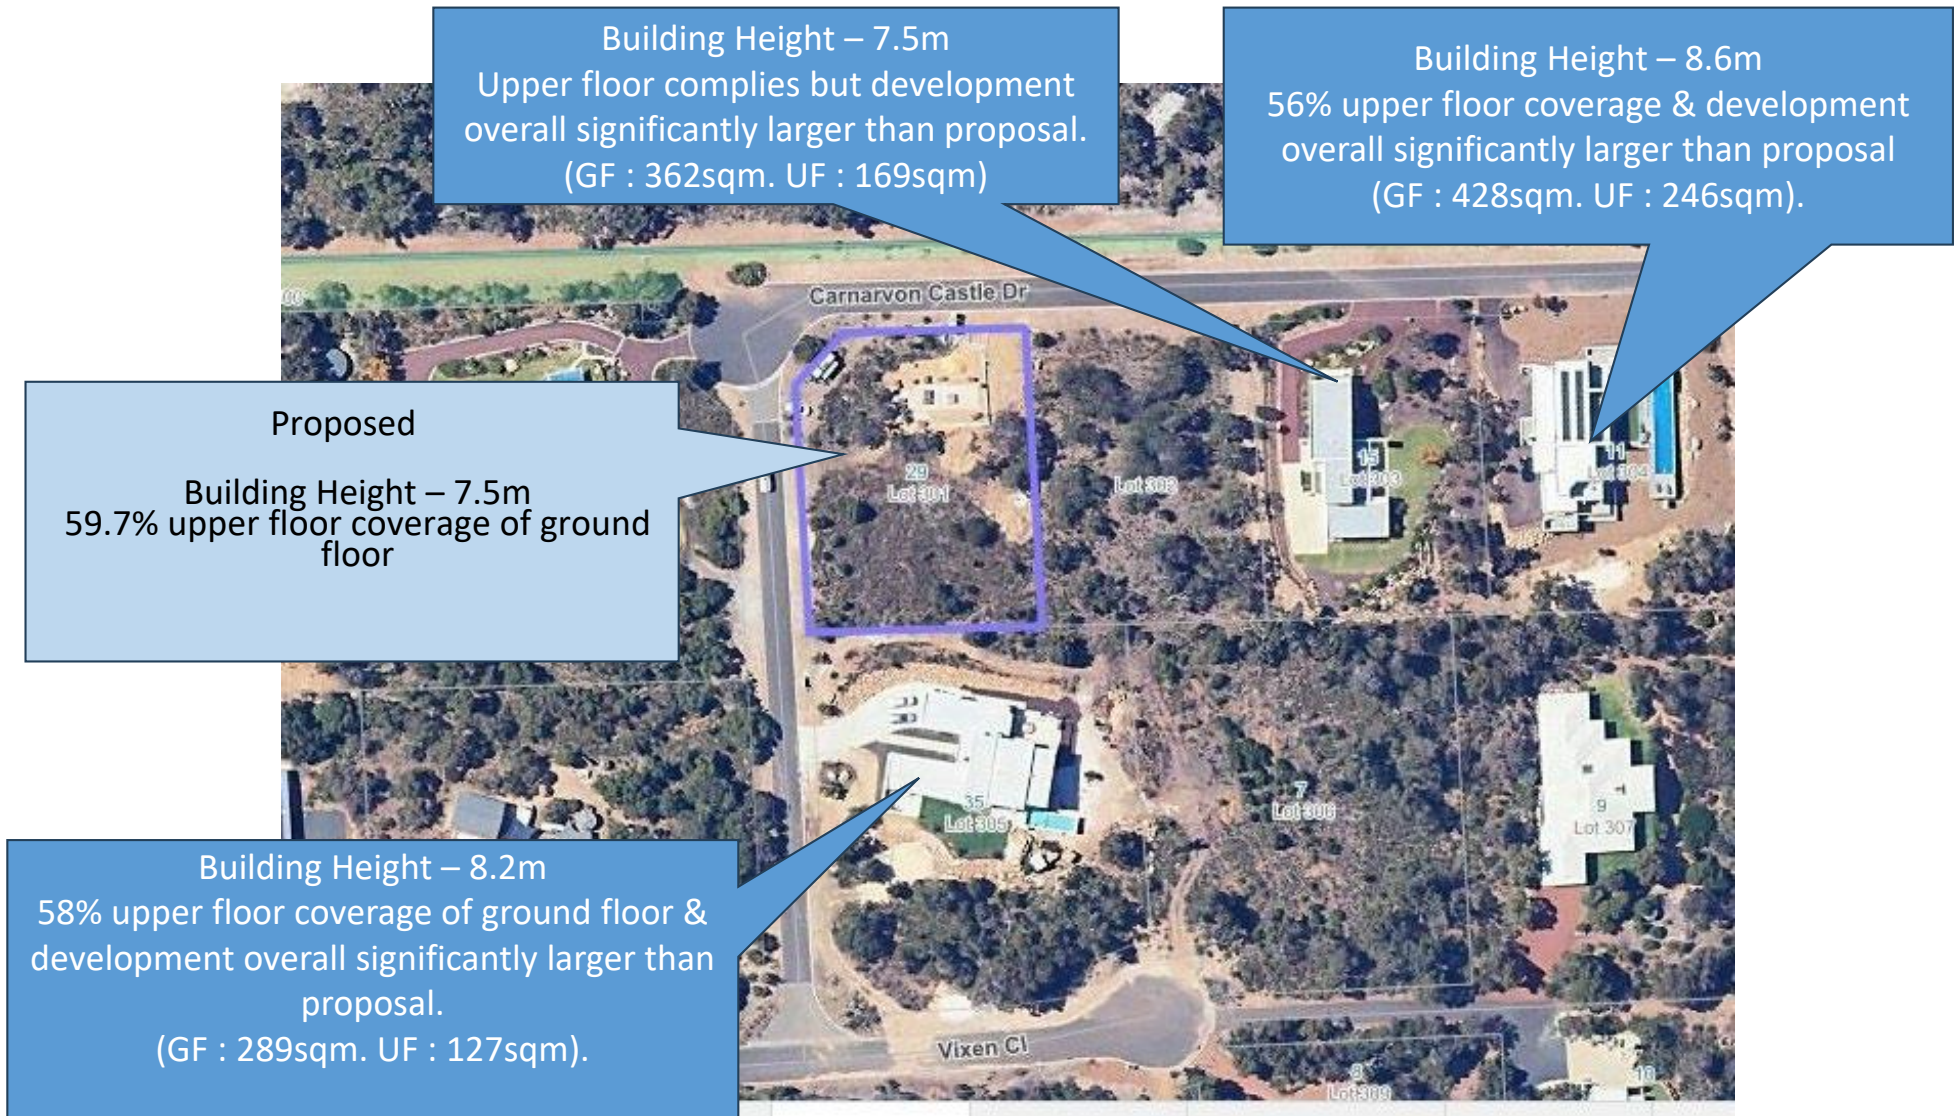 Building Height – 7.5m
Upper floor complies but development
overall significantly larger than proposal.
(GF : 362sqm. UF : 169sqm)
Building Height – 8.6m
56% upper floor coverage & development
overall significantly larger than proposal
(GF : 428sqm. UF : 246sqm).
Carnarvon Castle Dr
Proposed
Building Height – 7.5m
59.7% upper floor coverage of ground
floor
29
Lot 301
Lot 302
15
Lot 303
11
Lot 304
35
Lot 305
7
Lot 306
9
Lot 307
Building Height – 8.2m
58% upper floor coverage of ground floor &
development overall significantly larger than
proposal.
(GF : 289sqm. UF : 127sqm).
Vixen Cl
8
Lot 309
10